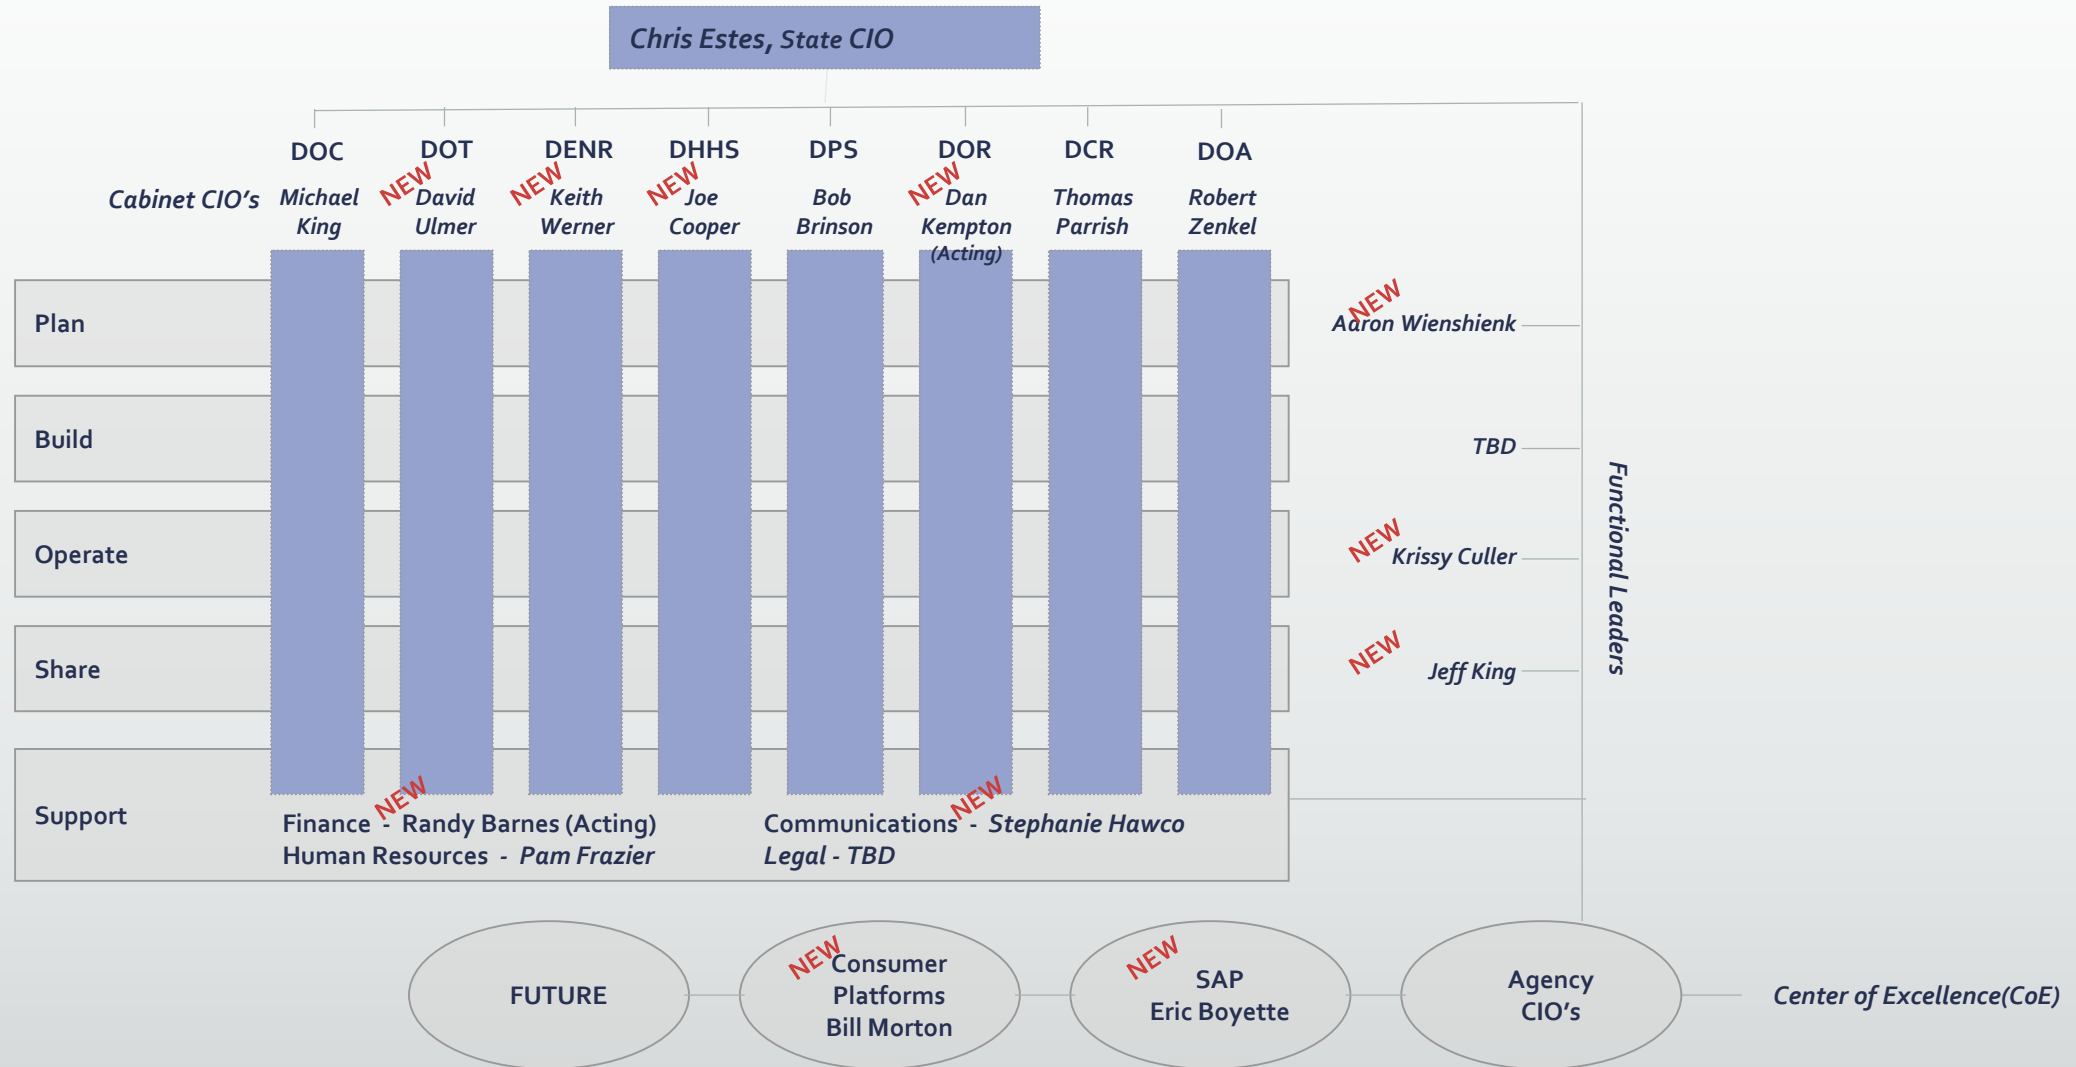 Chris Estes, State CIO
DOC
DOT
DENR
DHHS
DPS
DOR
DCR
DOA
Cabinet CIO’s
Michael
King
NEW
David
Ulmer
NEW
Keith
Werner
NEW
Joe
Cooper
Bob
Brinson
NEW
Dan
Kempton
(Acting)
Thomas
Parrish
Robert
Zenkel
Plan
NEW
Aaron Wienshienk
Build
TBD
Operate
NEW
Krissy Culler
Share
NEW
Jeff King
Functional Leaders
Support
NEW
Finance - Randy Barnes (Acting)
Human Resources - Pam Frazier
NEW
Communications - Stephanie Hawco
Legal - TBD
FUTURE
NEW
Consumer
Platforms
Bill Morton
NEW
SAP
Eric Boyette
Agency
CIO’s
Center of Excellence(CoE)